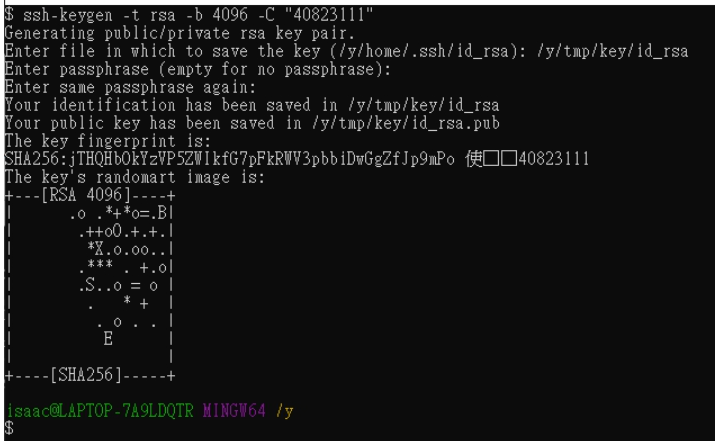 $ ssh-keygen -t rsa -b 4096 -C "40823111"
Generating public/private rsa key pair.
Enter file in which to save the key (/y/home/.ssh/id_rsa): /y/tmp/key/id_rsa
Enter passphrase (empty for no passphrase):
Enter same passphrase again:
Your identification has been saved in /y/tmp/key/id_rsa
Your public key has been saved in /y/tmp/key/id_rsa.pub
The key fingerprint is:
SHA256:jTHQHbOkYzVP5ZWIkfG7pFkRWV3pbbiDwGgZfJp9mPo 使□□40823111
The key's randomart image is:
+---[RSA 4096]----+
|       .o .*+*o=.B|
|        .++oO.+.+.|
|         *X.o.oo..|
|        .*** . +.o|
|        .S..o = o |
|         .   * +  |
|          . o . . |
|           E      |
|                  |
+----[SHA256]-----+
isaac@LAPTOP-7A9LDQTR MINGW64 /y
$